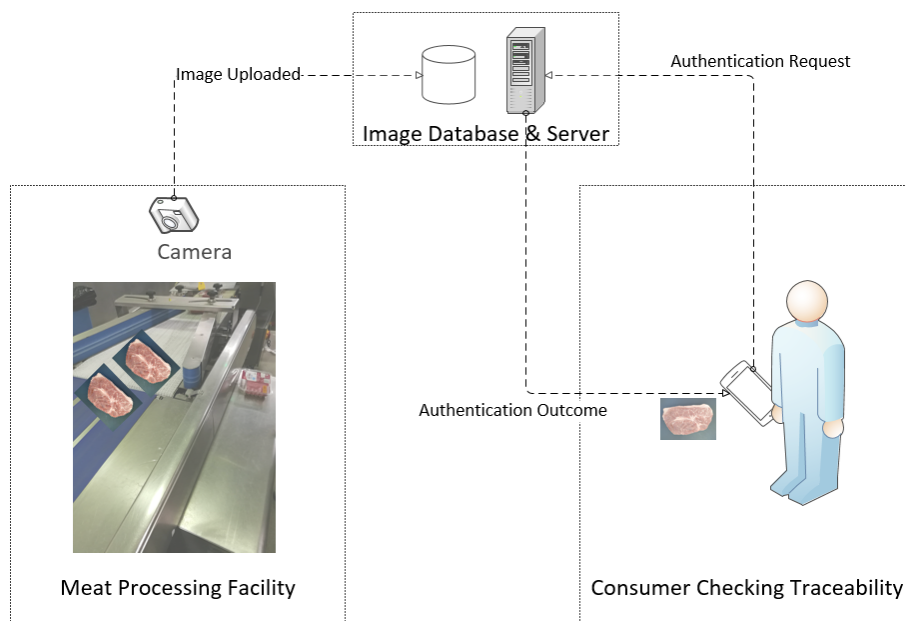 Image Uploaded
Authentication Request
Image Database & Server
Camera
Authentication Outcome
Meat Processing Facility
Consumer Checking Traceability